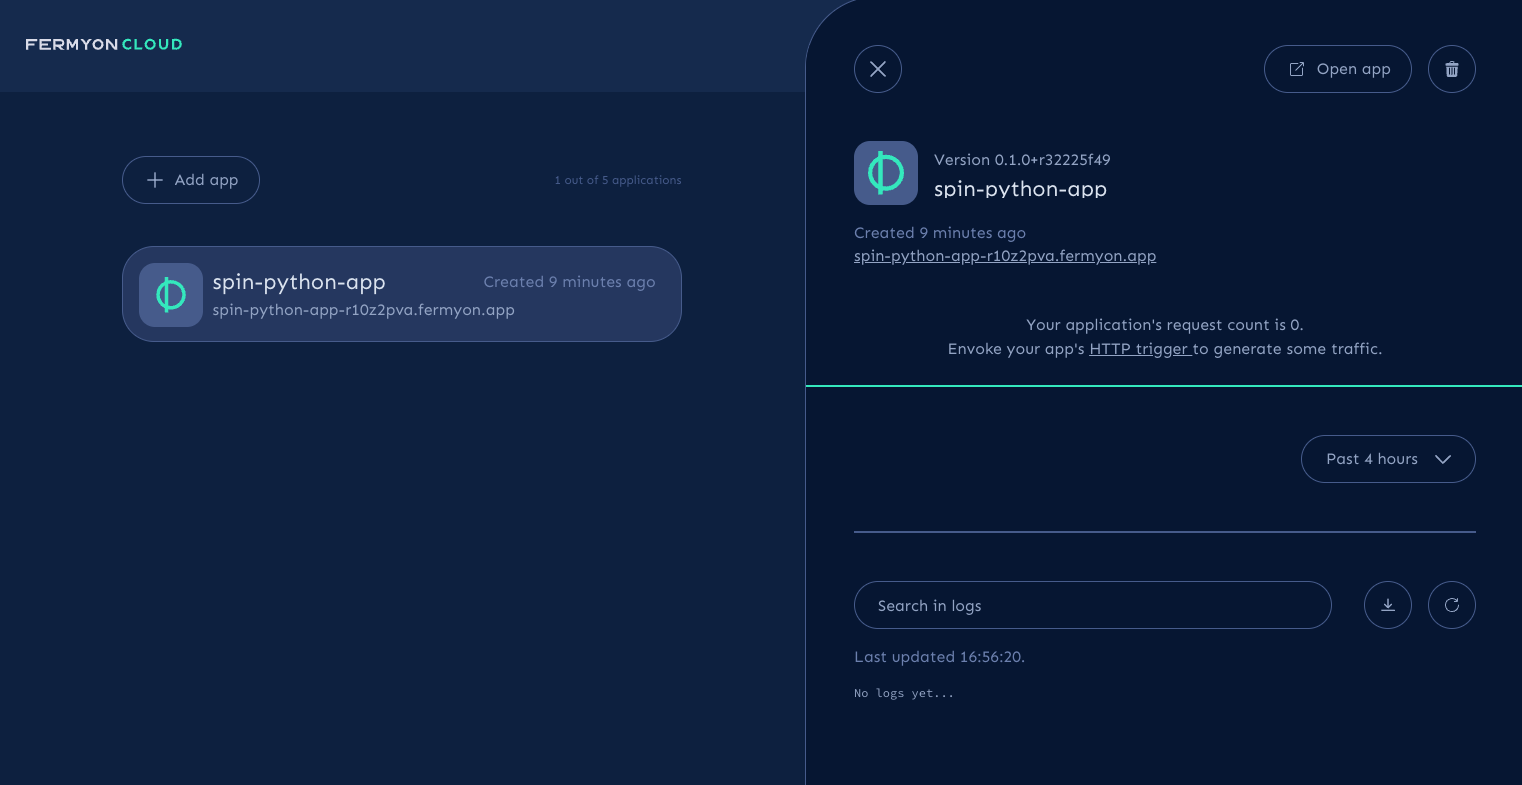 FERMYON CLOUD
Add app
1 out of 5 applications
spin-python-app
Created 9 minutes ago
spin-python-app-r10z2pva.fermyon.app
Open app
Version 0.1.0+r32225f49
spin-python-app
Created 9 minutes ago
spin-python-app-r10z2pva.fermyon.app
Your application's request count is 0.
Envoke your app's HTTP trigger to generate some traffic.
Past 4 hours
Search in logs
Last updated 16:56:20.
No logs yet...